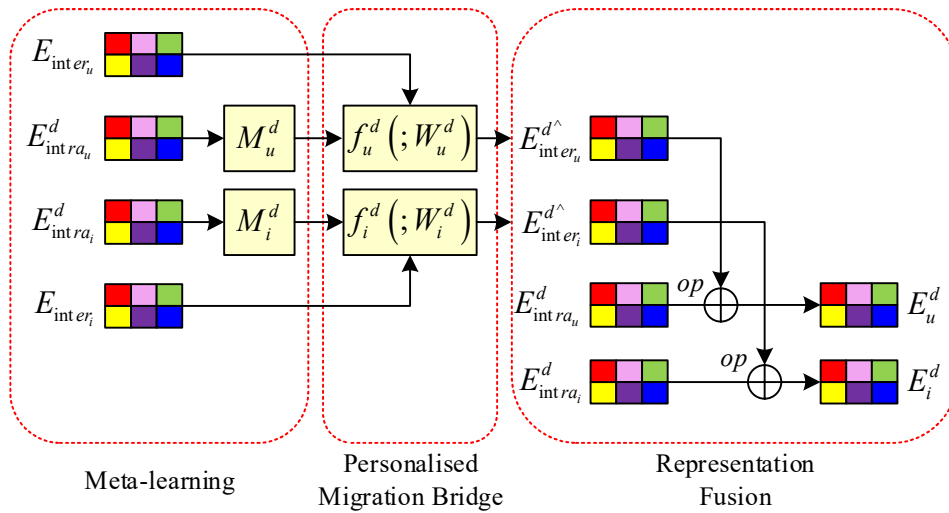 E_{inter_u}
E^d_{intra_u}
M^d_u
f^d_u(;W^d_u)
E^{d^}_{inter_u}
E^d_{intra_i}
M^d_i
f^d_i(;W^d_i)
E^{d^}_{inter_i}
E_{inter_i}
E^d_{intra_u}
op
E^d_u
E^d_{intra_i}
op
E^d_i
Meta-learning
Personalised
Migration Bridge
Representation
Fusion